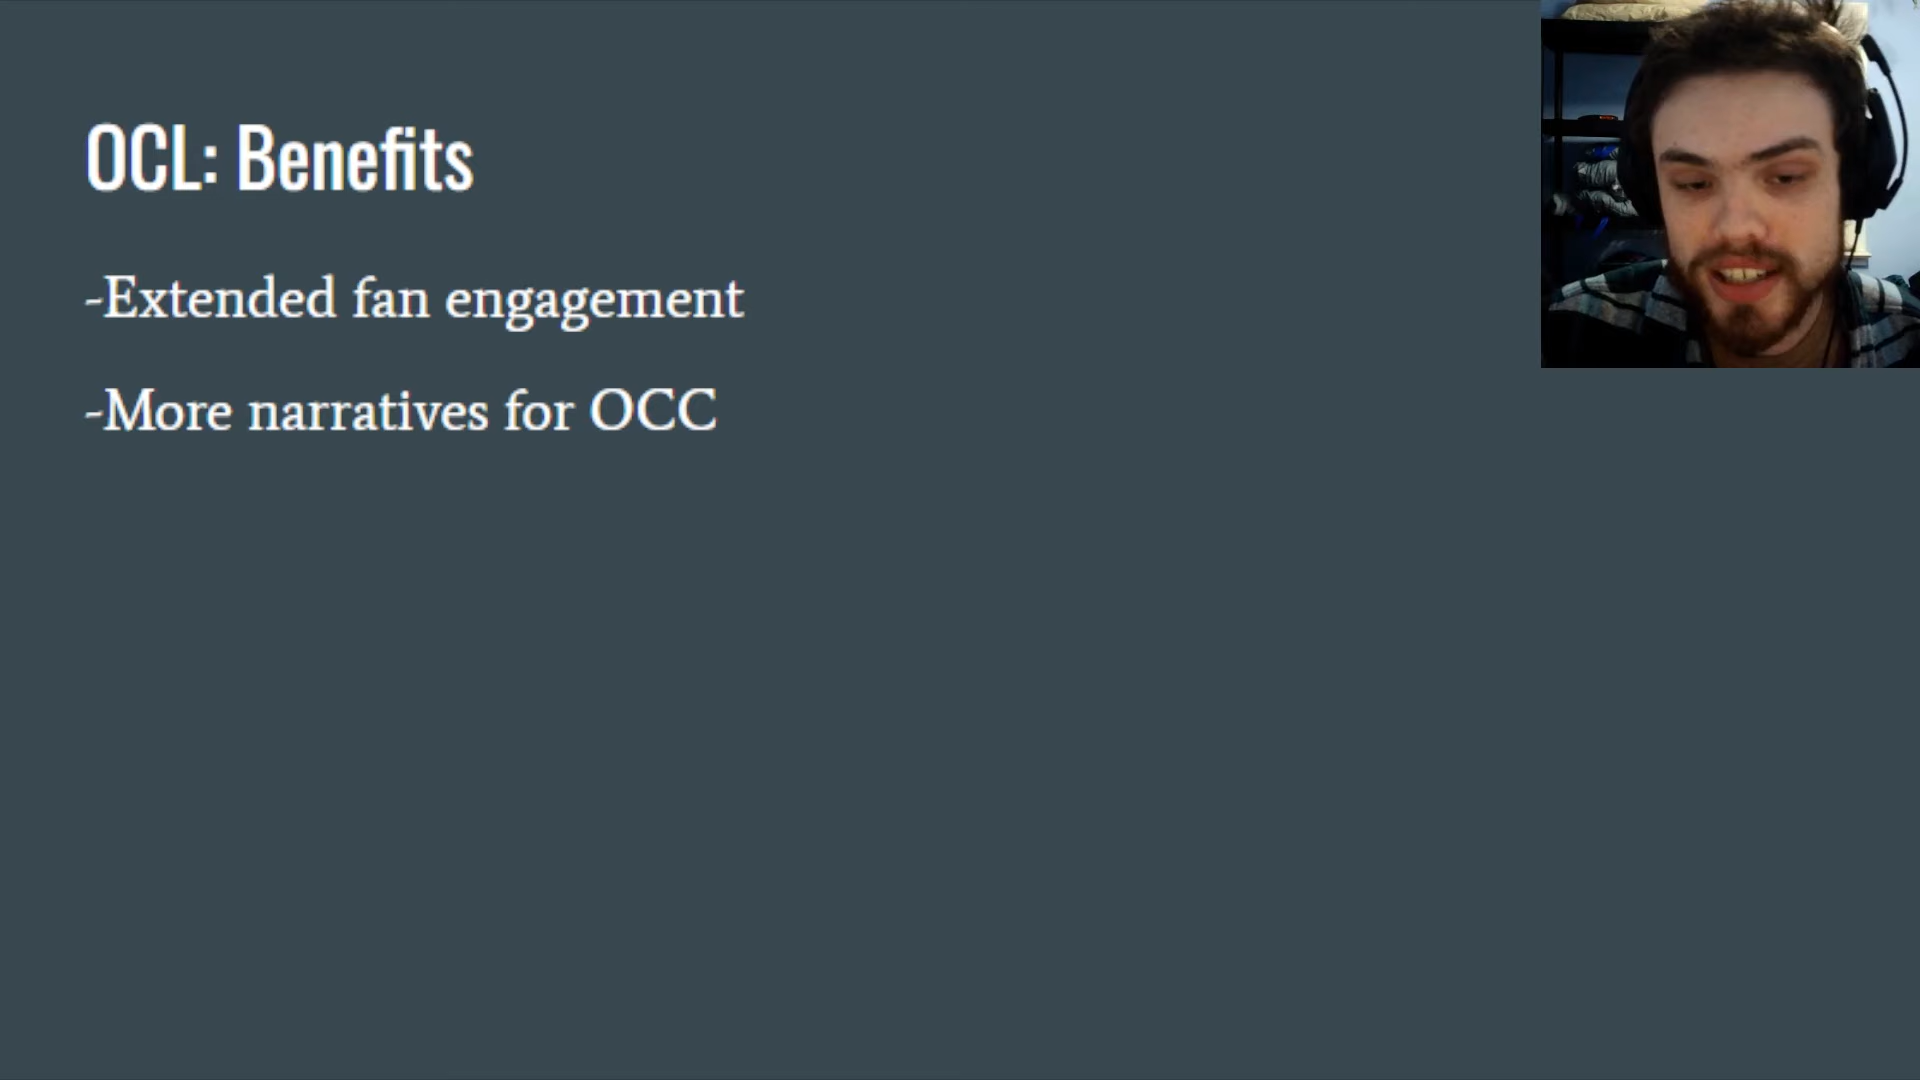 OCL: Benefits
-Extended fan engagement
-More narratives for OCC